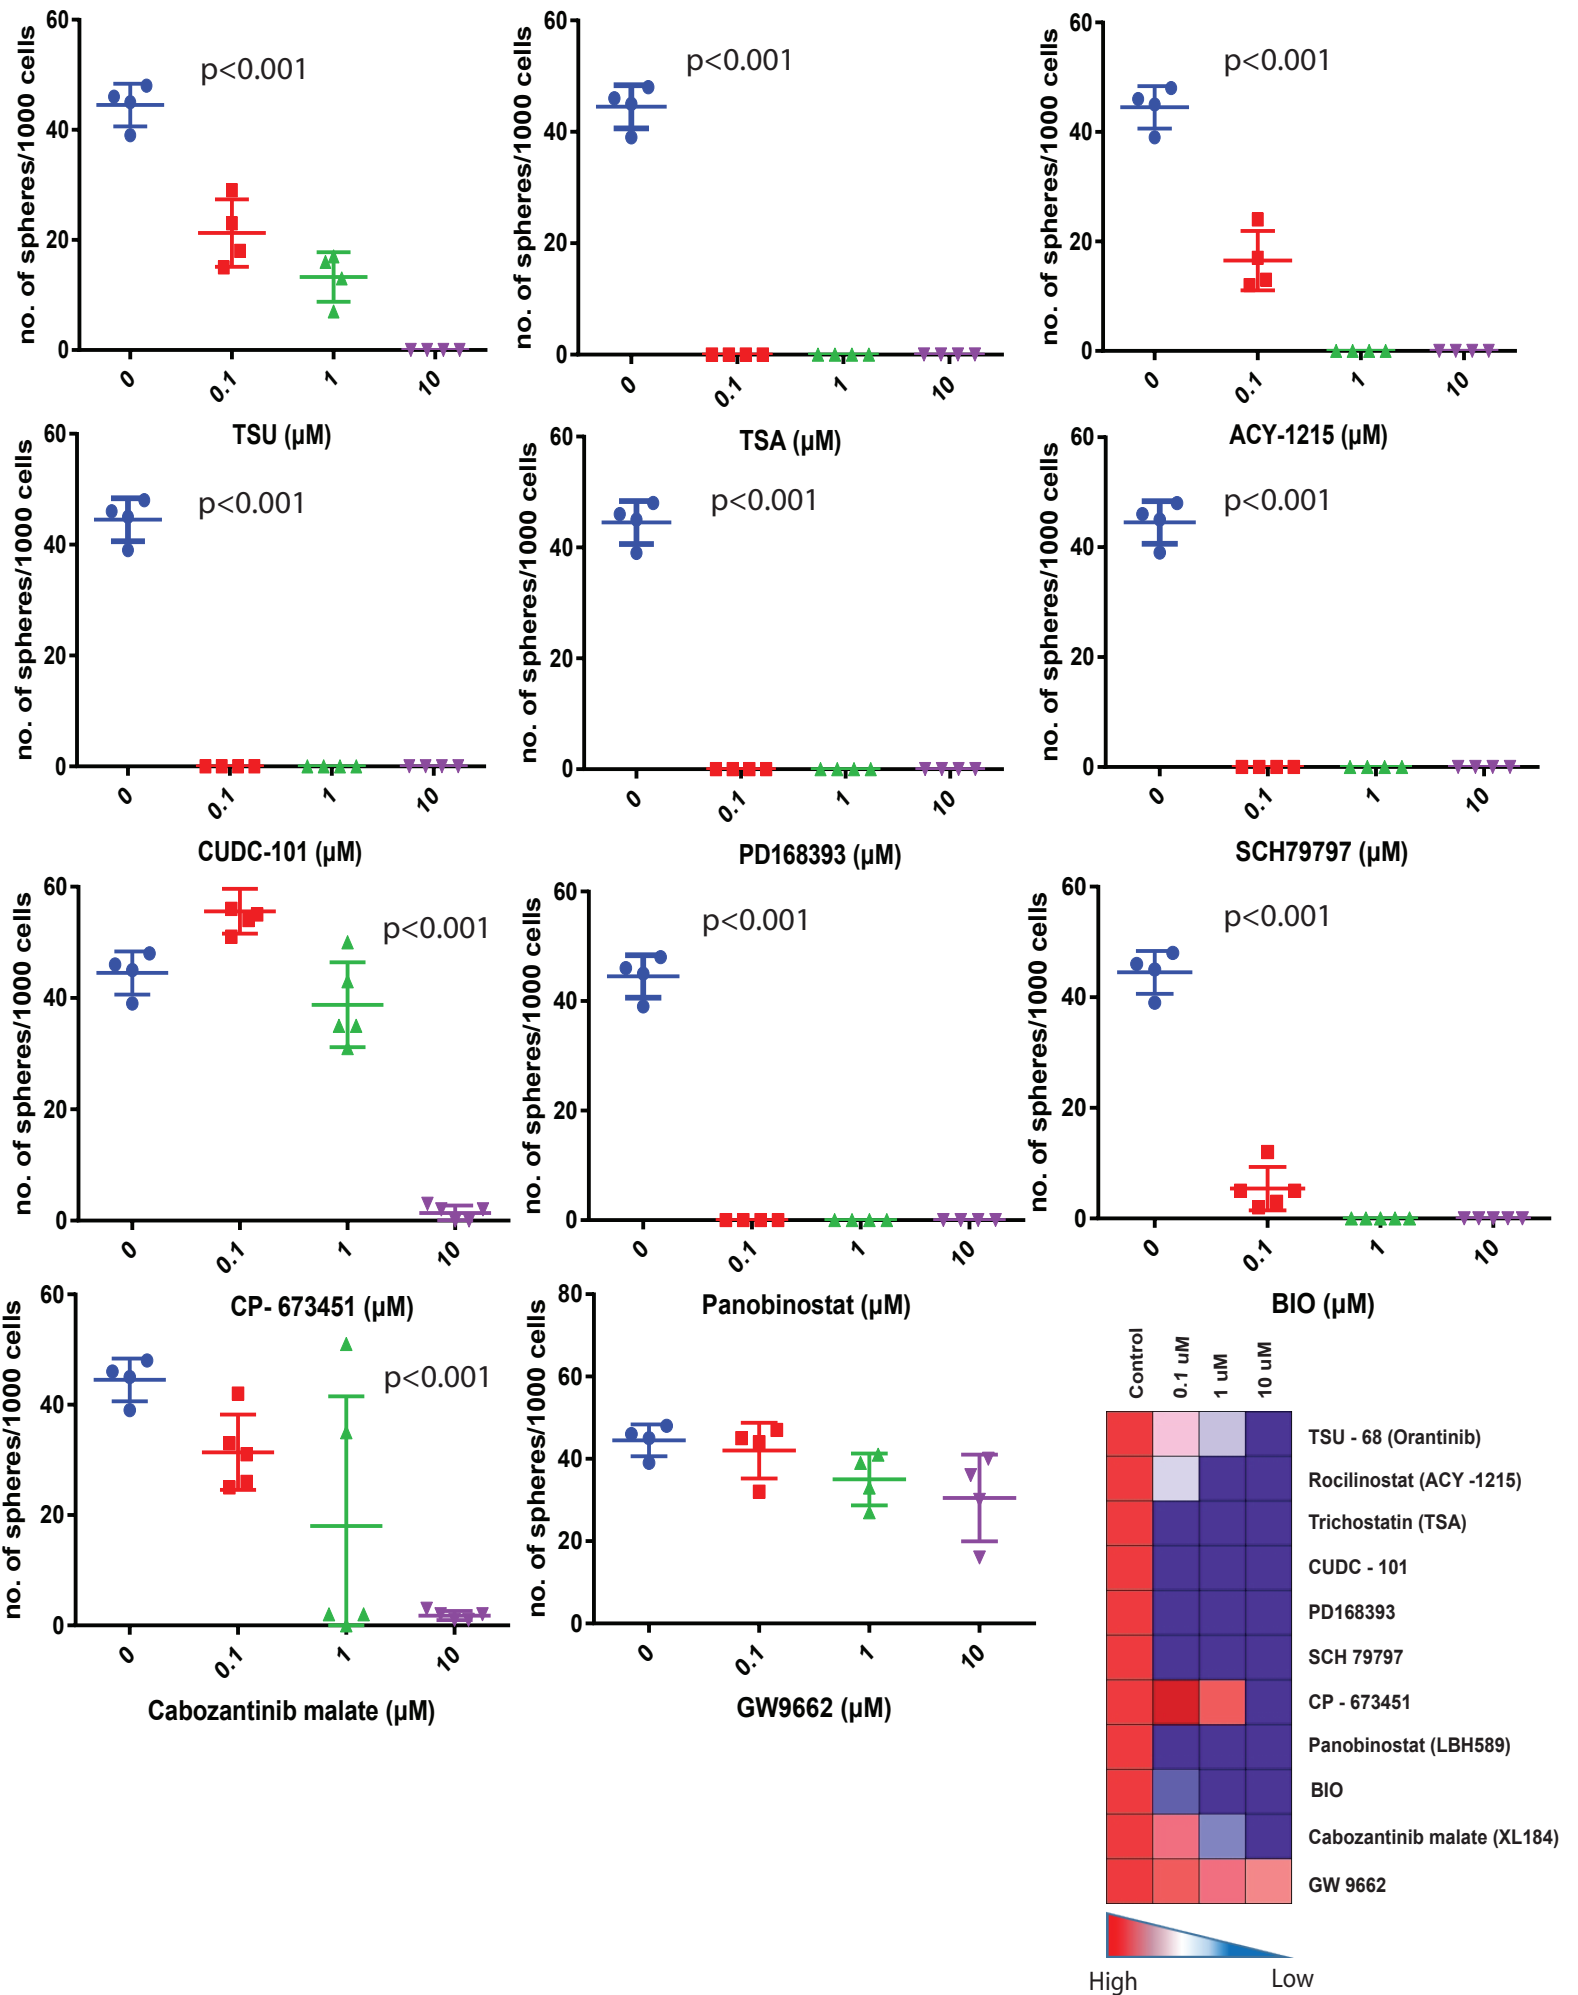 no. of spheres/1000 cells
60
40
20
0
p<0.001
0
0.1
1
10
TSU (µM)
no. of spheres/1000 cells
60
40
20
0
p<0.001
0
0.1
1
10
TSA (µM)
no. of spheres/1000 cells
60
40
20
0
p<0.001
0
0.1
1
10
ACY-1215 (µM)
no. of spheres/1000 cells
60
40
20
0
p<0.001
0
0.1
1
10
CUDC-101 (µM)
no. of spheres/1000 cells
60
40
20
0
p<0.001
0
0.1
1
10
PD168393 (µM)
no. of spheres/1000 cells
60
40
20
0
p<0.001
0
0.1
1
10
SCH79797 (µM)
no. of spheres/1000 cells
60
40
20
0
p<0.001
0
0.1
1
10
CP- 673451 (µM)
no. of spheres/1000 cells
60
40
20
0
p<0.001
0
0.1
1
10
Panobinostat (µM)
no. of spheres/1000 cells
60
40
20
0
p<0.001
0
0.1
1
10
BIO (µM)
no. of spheres/1000 cells
60
40
20
0
p<0.001
0
0.1
1
10
Cabozantinib malate (µM)
no. of spheres/1000 cells
80
60
40
20
0
0
0.1
1
10
GW9662 (µM)
Control
0.1 uM
1 uM
10 uM
TSU - 68 (Orantinib)
Rocilinostat (ACY -1215)
Trichostatin (TSA)
CUDC - 101
PD168393
SCH 79797
CP - 673451
Panobinostat (LBH589)
BIO
Cabozantinib malate (XL184)
GW 9662
High
Low